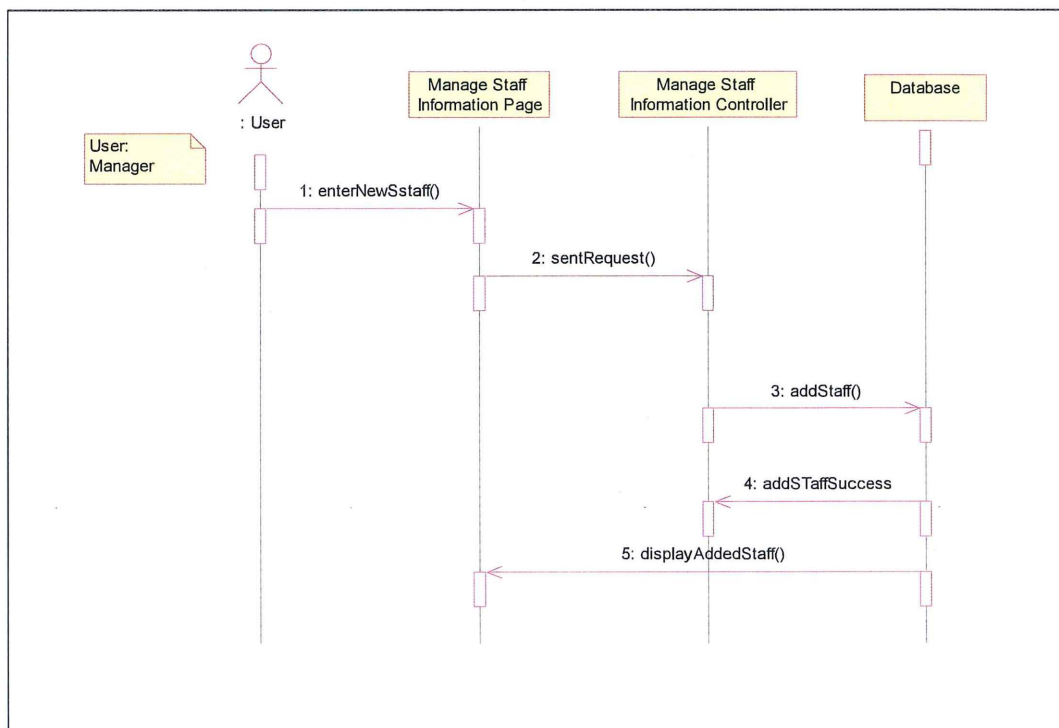 Manage Staff
Information Page
Manage Staff
Information Controller
Database
: User
User:
Manager
1: enterNewSstaff()
2: sentRequest()
3: addStaff()
4: addSTaffSuccess
5: displayAddedStaff()